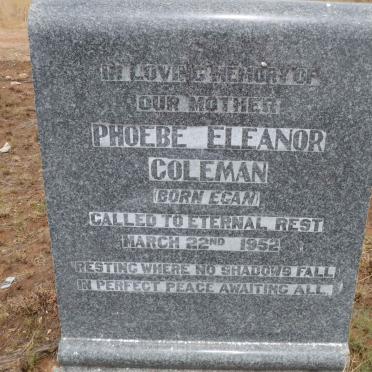 IN LOVING MEMORY OF
OUR MOTHER
PHOEBE ELEANOR
COLEMAN
(BORN EGAN)
CALLED TO ETERNAL REST
MARCH 22ND 1952
RESTING WHERE NO SHADOWS FALL
IN PERFECT PEACE AWAITING ALL.